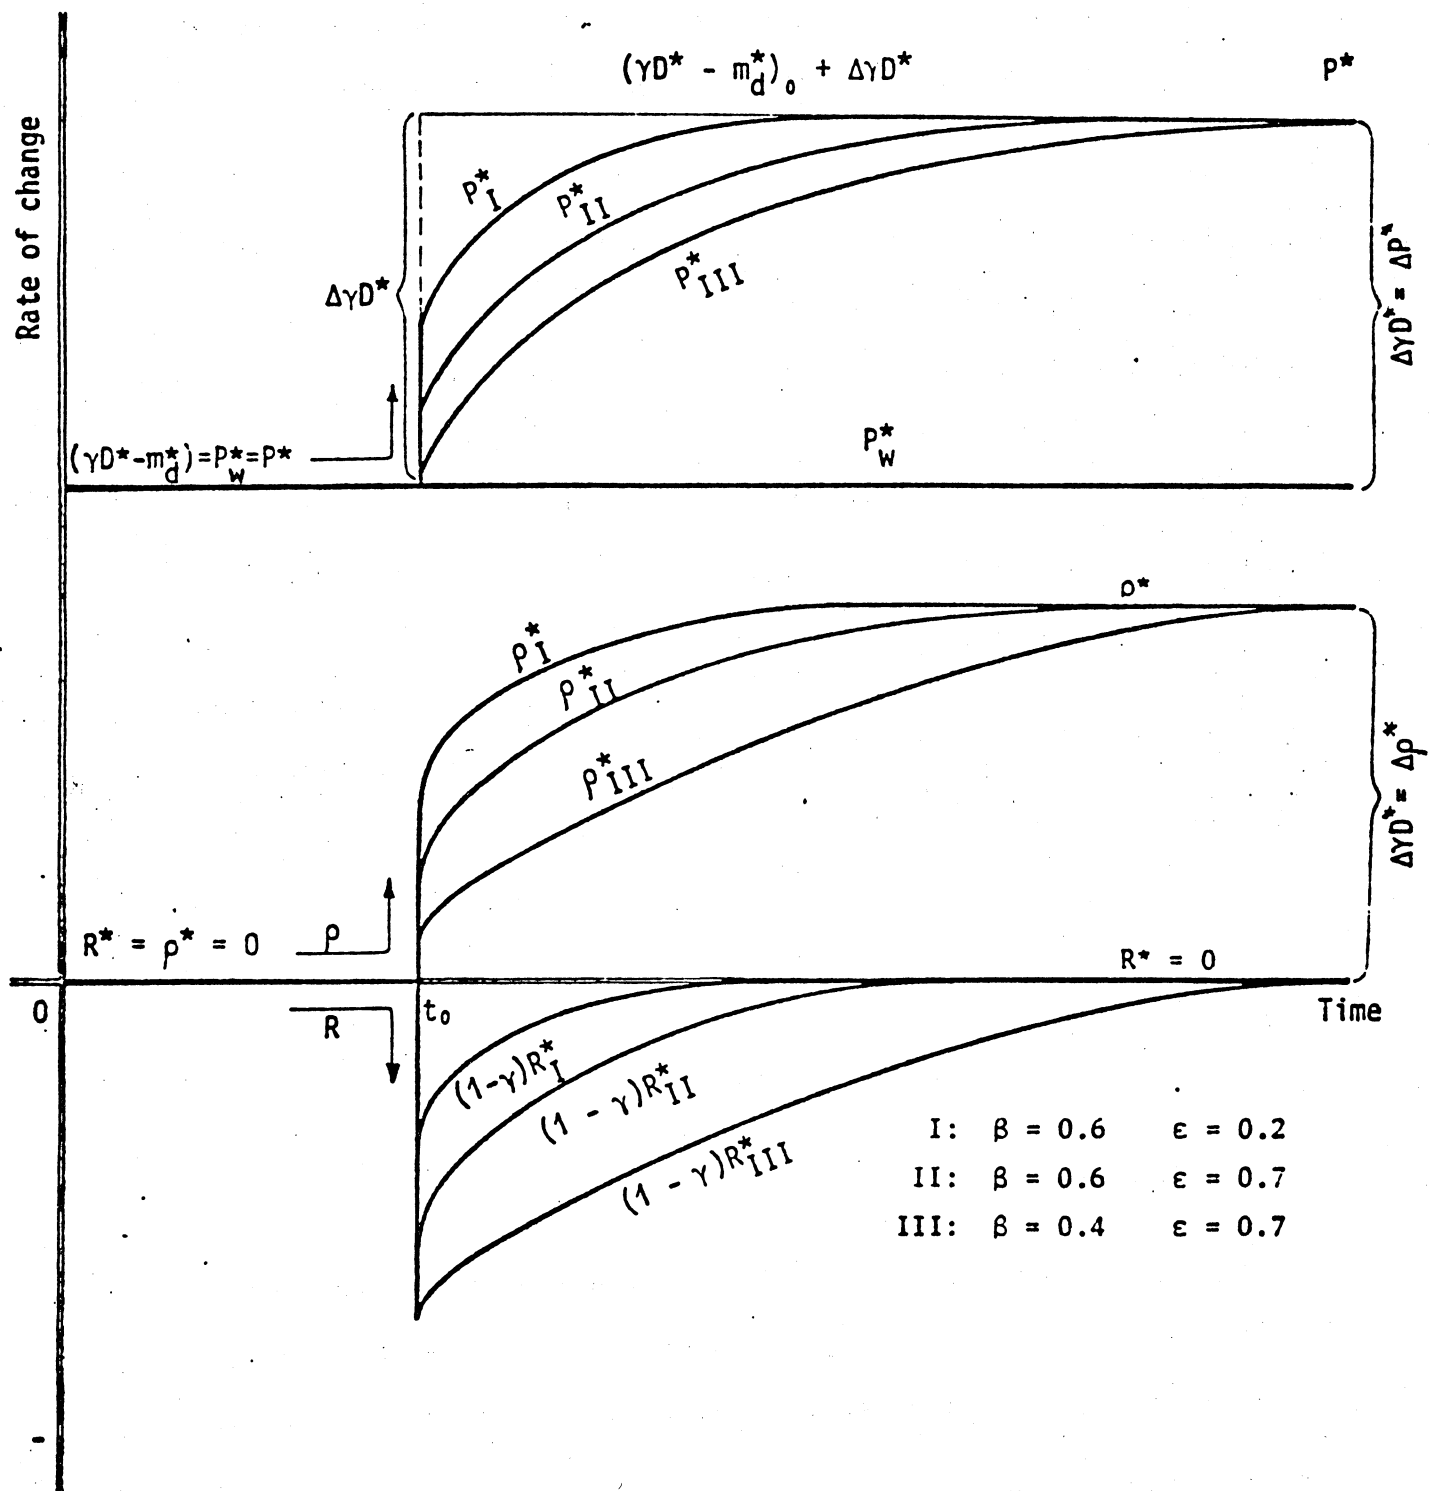 (γD* - m*d)₀ + ΔγD*
P*
Rate of change
P*I
P*II
P*III
ΔγD*
ΔγD* = ΔP*
(γD*-m*d)=P*w=P*
P*w
ρ*
ρ*I
ρ*II
ρ*III
ΔγD* = Δρ*
R* = ρ* = 0
ρ
R* = 0
0
R
t₀
Time
(1-γ)R*I
(1 - γ)R*II
(1 - γ)R*III
I: β = 0.6 ε = 0.2
II: β = 0.6 ε = 0.7
III: β = 0.4 ε = 0.7
-